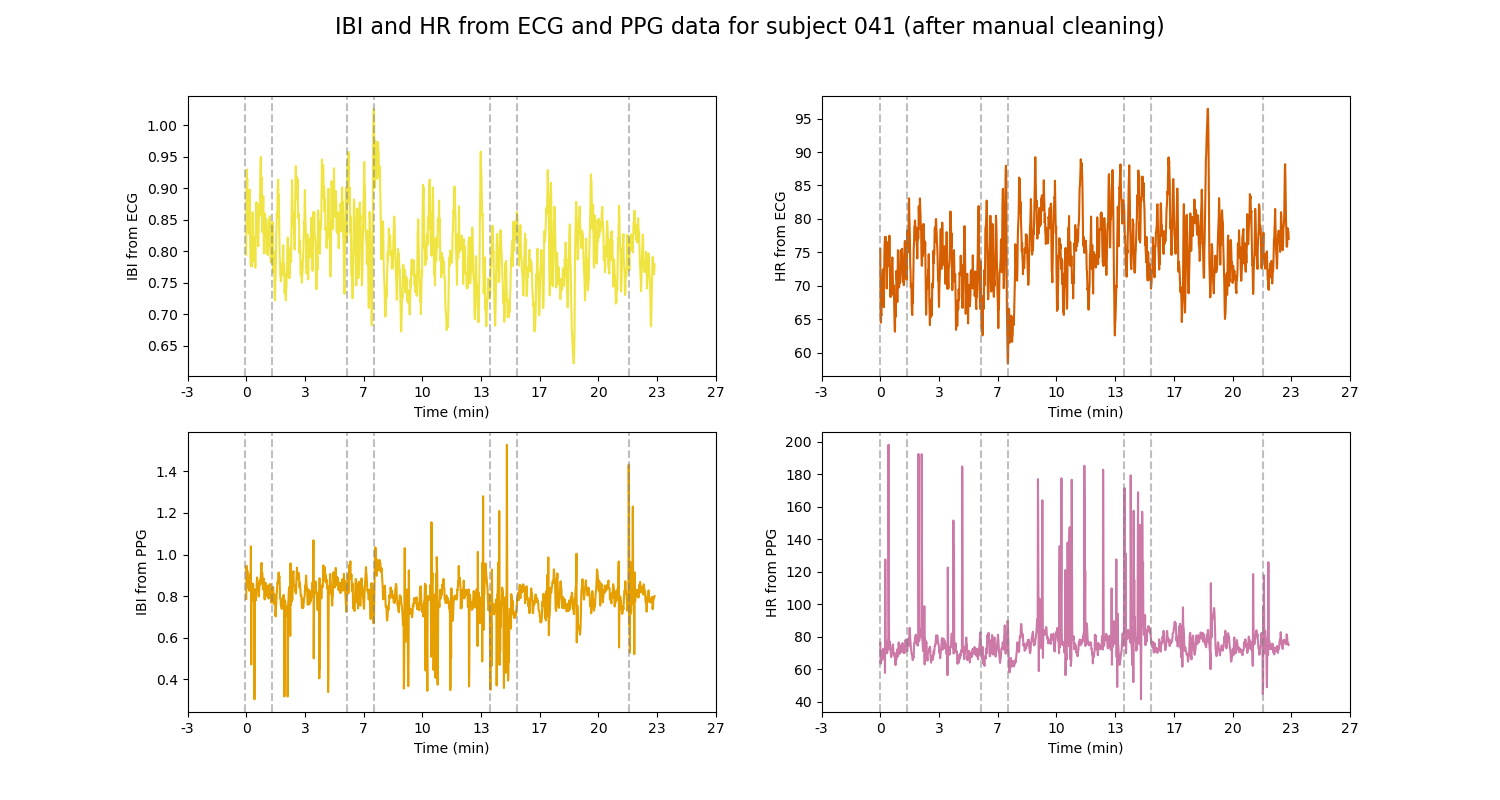 IBI and HR from ECG and PPG data for subject 041 (after manual cleaning)
IBI from ECG
1.00
0.95
0.90
0.85
0.80
0.75
0.70
0.65
-3 0 3 7 10 13 17 20 23 27
Time (min)
HR from ECG
95
90
85
80
75
70
65
60
-3 0 3 7 10 13 17 20 23 27
Time (min)
IBI from PPG
1.4
1.2
1.0
0.8
0.6
0.4
-3 0 3 7 10 13 17 20 23 27
Time (min)
HR from PPG
200
180
160
140
120
100
80
60
40
-3 0 3 7 10 13 17 20 23 27
Time (min)